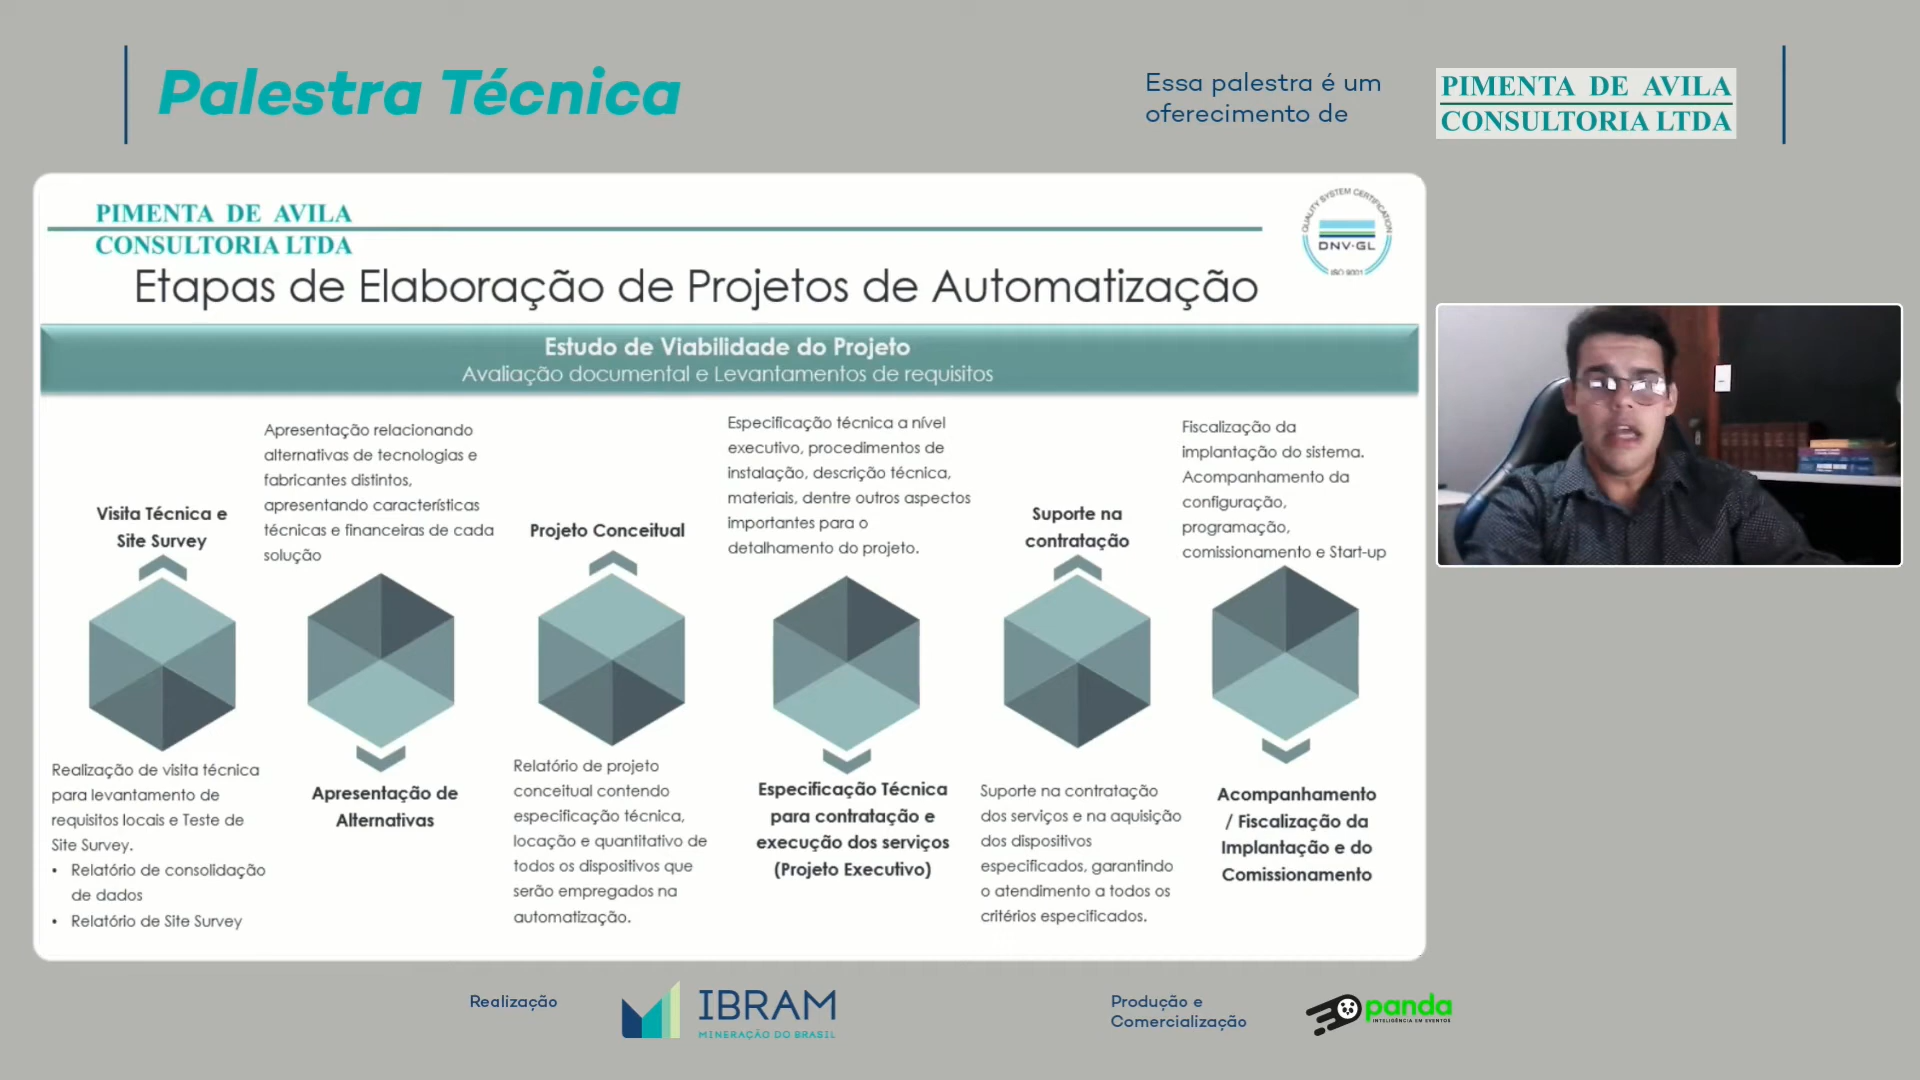 Palestra Técnica
Essa palestra é um
oferecimento de
PIMENTA DE AVILA
CONSULTORIA LTDA
PIMENTA DE AVILA
CONSULTORIA LTDA
QUALITY SYSTEM CERTIFICATION
DNV·GL
ISO 9001
Etapas de Elaboração de Projetos de Automatização
Estudo de Viabilidade do Projeto
Avaliação documental e Levantamentos de requisitos
Visita Técnica e
Site Survey
Realização de visita técnica
para levantamento de
requisitos locais e Teste de
Site Survey.
• Relatório de consolidação
de dados
• Relatório de Site Survey
Apresentação relacionando
alternativas de tecnologias e
fabricantes distintos,
apresentando características
técnicas e financeiras de cada
solução
Apresentação de
Alternativas
Projeto Conceitual
Relatório de projeto
conceitual contendo
especificação técnica,
locação e quantitativo de
todos os dispositivos que
serão empregados na
automatização.
Especificação técnica a nível
executivo, procedimentos de
instalação, descrição técnica,
materiais, dentre outros aspectos
importantes para o
detalhamento do projeto.
Especificação Técnica
para contratação e
execução dos serviços
(Projeto Executivo)
Suporte na
contratação
Suporte na contratação
dos serviços e na aquisição
dos dispositivos
especificados, garantindo
o atendimento a todos os
critérios especificados.
Fiscalização da
implantação do sistema.
Acompanhamento da
configuração,
programação,
comissionamento e Start-up
Acompanhamento
/ Fiscalização da
Implantação e do
Comissionamento
Realização
IBRAM
MINERAÇÃO DO BRASIL
Produção e
Comercialização
panda
INTELIGÊNCIA EM EVENTOS